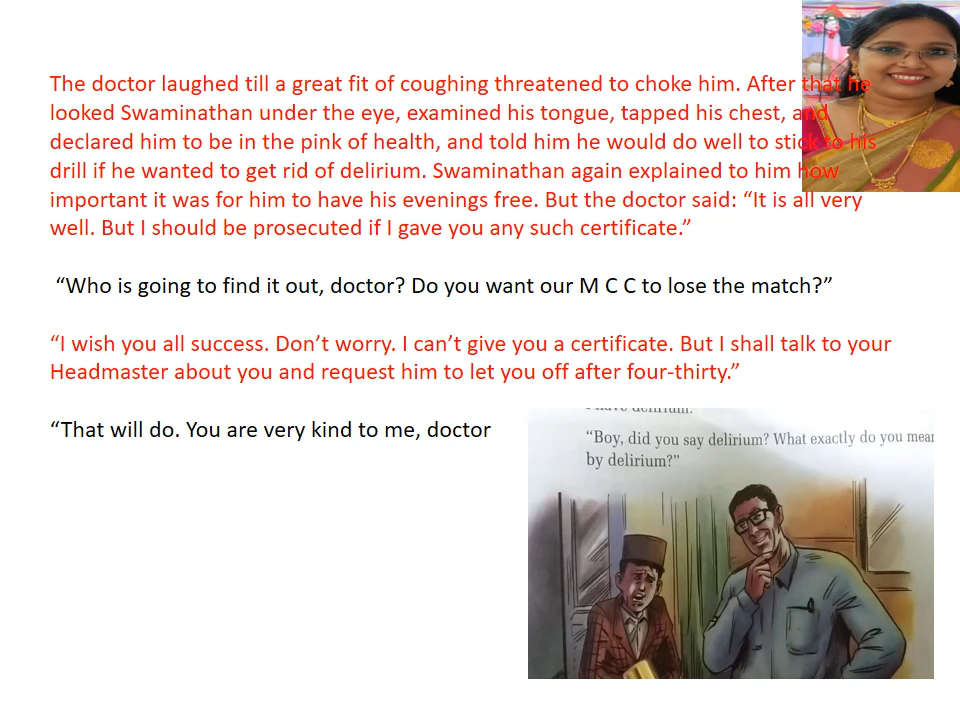 The doctor laughed till a great fit of coughing threatened to choke him. After that he
looked Swaminathan under the eye, examined his tongue, tapped his chest, and
declared him to be in the pink of health, and told him he would do well to stick to his
drill if he wanted to get rid of delirium. Swaminathan again explained to him how
important it was for him to have his evenings free. But the doctor said: “It is all very
well. But I should be prosecuted if I gave you any such certificate.”
“Who is going to find it out, doctor? Do you want our M C C to lose the match?”
“I wish you all success. Don’t worry. I can’t give you a certificate. But I shall talk to your
Headmaster about you and request him to let you off after four-thirty.”
“That will do. You are very kind to me, doctor
“Boy, did you say delirium? What exactly do you mean
by delirium?”